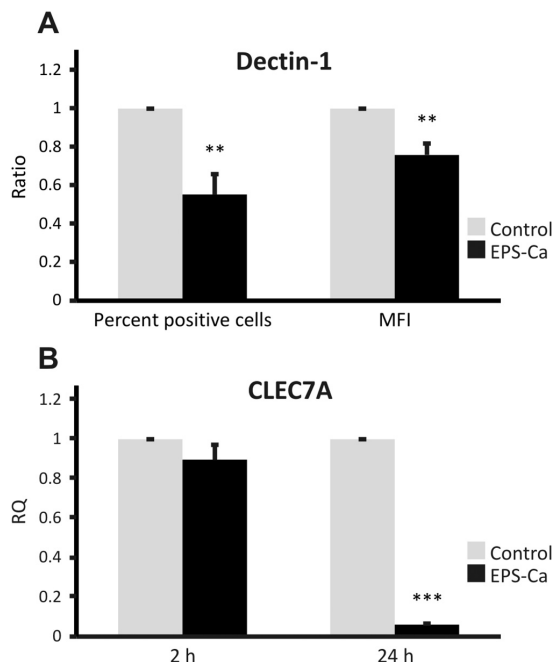 A
Dectin-1
1.2
1
0.8
0.6
0.4
0.2
0
Ratio
**
**
Control
EPS-Ca
Percent positive cells
MFI
B
CLEC7A
1.2
1
0.8
0.6
0.4
0.2
0
RQ
***
Control
EPS-Ca
2 h
24 h